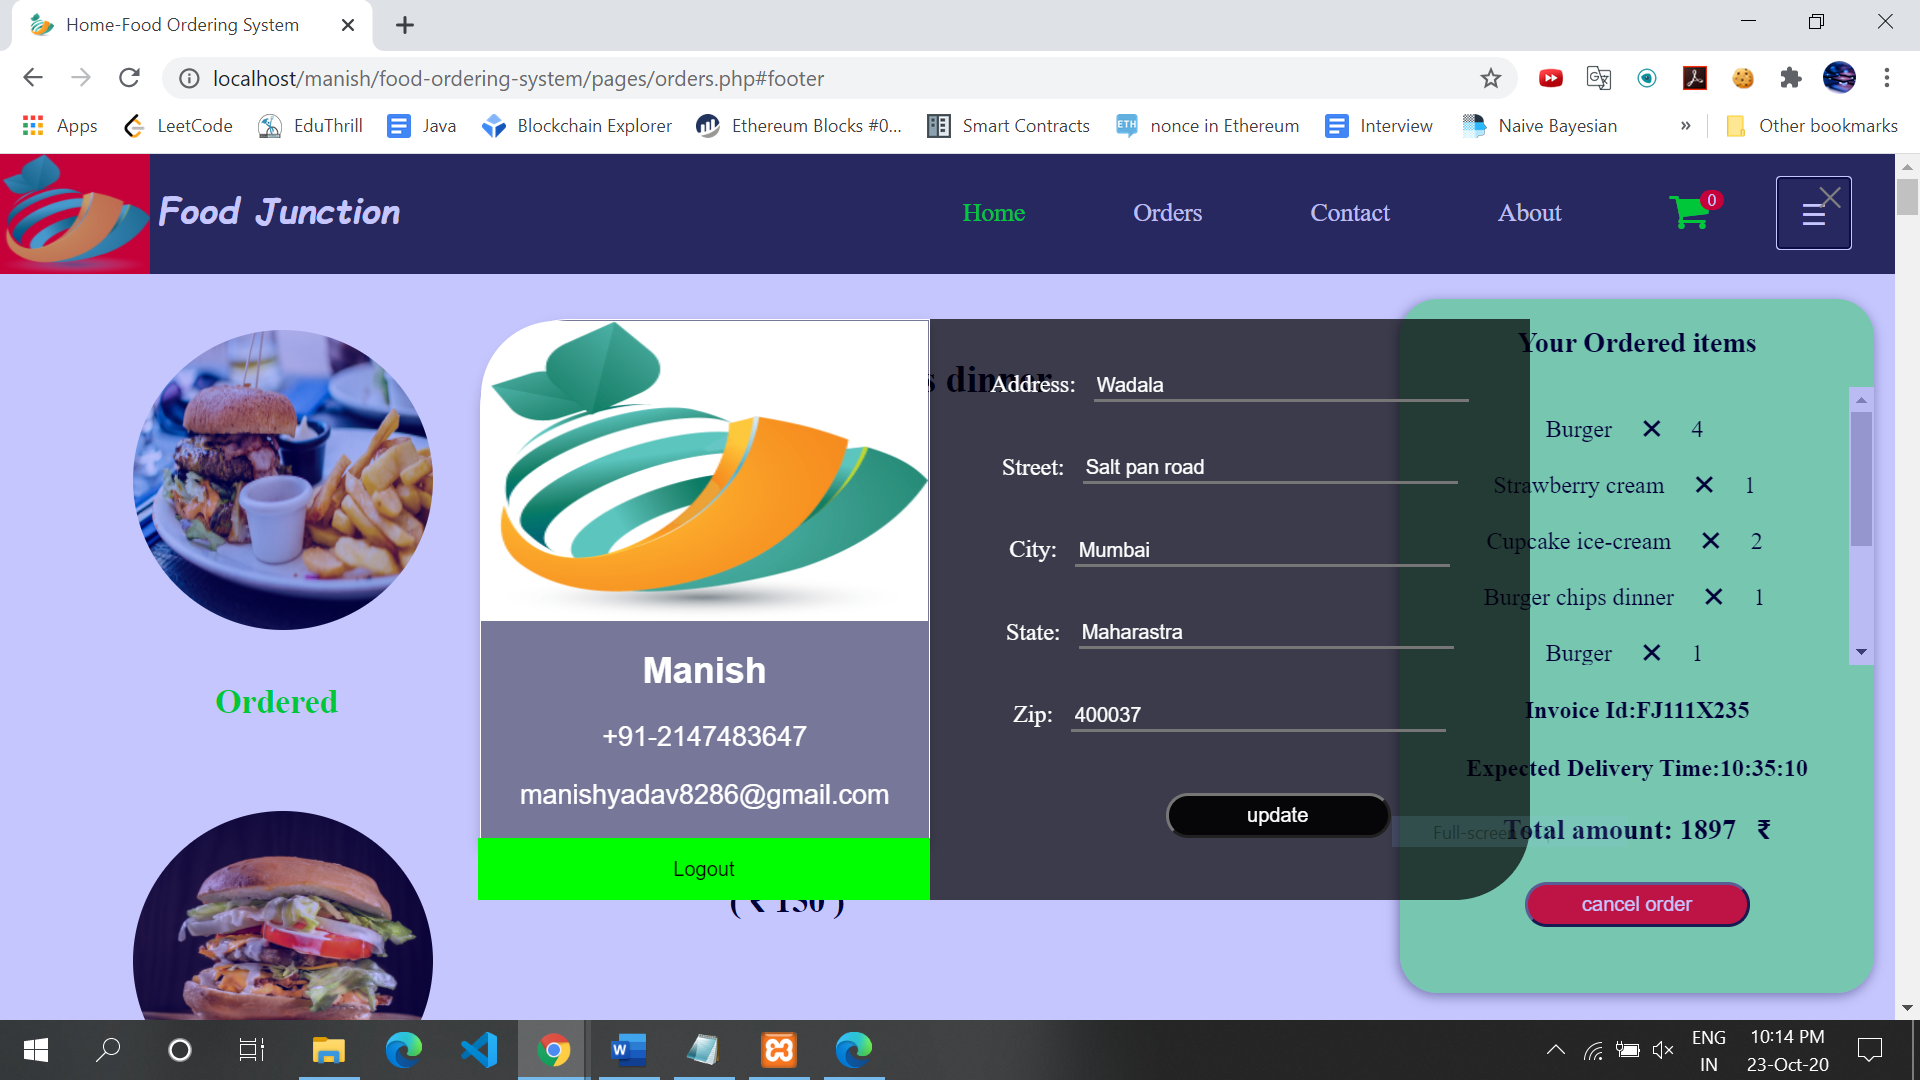 Home-Food Ordering System
localhost/manish/food-ordering-system/pages/orders.php#footer
Apps LeetCode EduThrill Java Blockchain Explorer Ethereum Blocks #0... Smart Contracts ETH nonce in Ethereum Interview Naive Bayesian » Other bookmarks
Food Junction Home Orders Contact About 0
Ordered
Manish
+91-2147483647
manishyadav8286@gmail.com
Logout
( ₹ 130 )
dinner
Address: Wadala
Street: Salt pan road
City: Mumbai
State: Maharastra
Zip: 400037
update
Your Ordered items
Burger ✕ 4
Strawberry cream ✕ 1
Cupcake ice-cream ✕ 2
Burger chips dinner ✕ 1
Burger ✕ 1
Invoice Id:FJ111X235
Expected Delivery Time:10:35:10
Full-screen
Total amount: 1897 ₹
cancel order
ENG
IN
10:14 PM
23-Oct-20